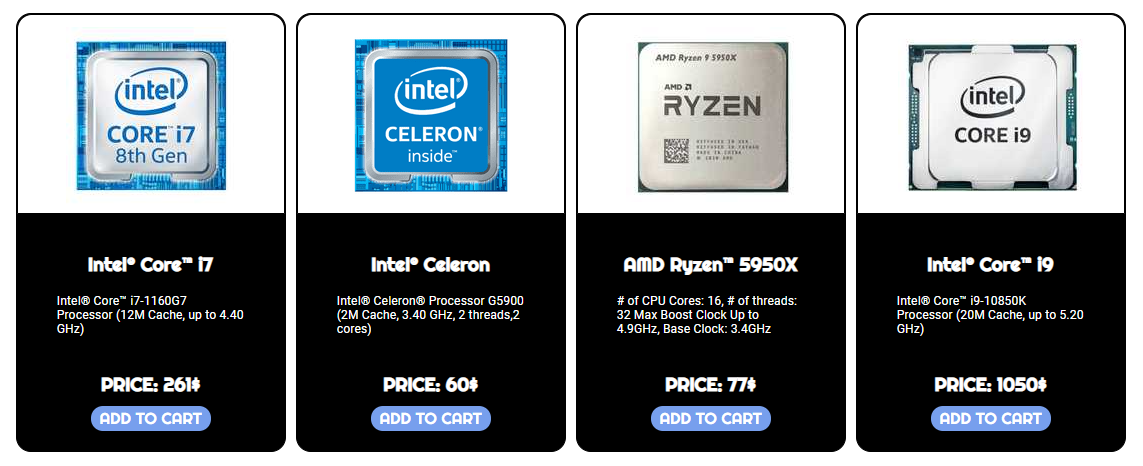 intel®
CORE™ i7
8th Gen
Intel® Core™ i7
Intel® Core™ i7-1160G7
Processor (12M Cache, up to 4.40
GHz)
PRICE: 261$
ADD TO CART
intel®
CELERON®
inside™
Intel® Celeron
Intel® Celeron® Processor G5900
(2M Cache, 3.40 GHz, 2 threads,2
cores)
PRICE: 60$
ADD TO CART
AMD Ryzen 9 5950X
AMD
RYZEN
AMD Ryzen™ 5950X
# of CPU Cores: 16, # of threads:
32 Max Boost Clock Up to
4.9GHz, Base Clock: 3.4GHz
PRICE: 77$
ADD TO CART
intel®
CORE i9
Intel® Core™ i9
Intel® Core™ i9-10850K
Processor (20M Cache, up to 5.20
GHz)
PRICE: 1050$
ADD TO CART